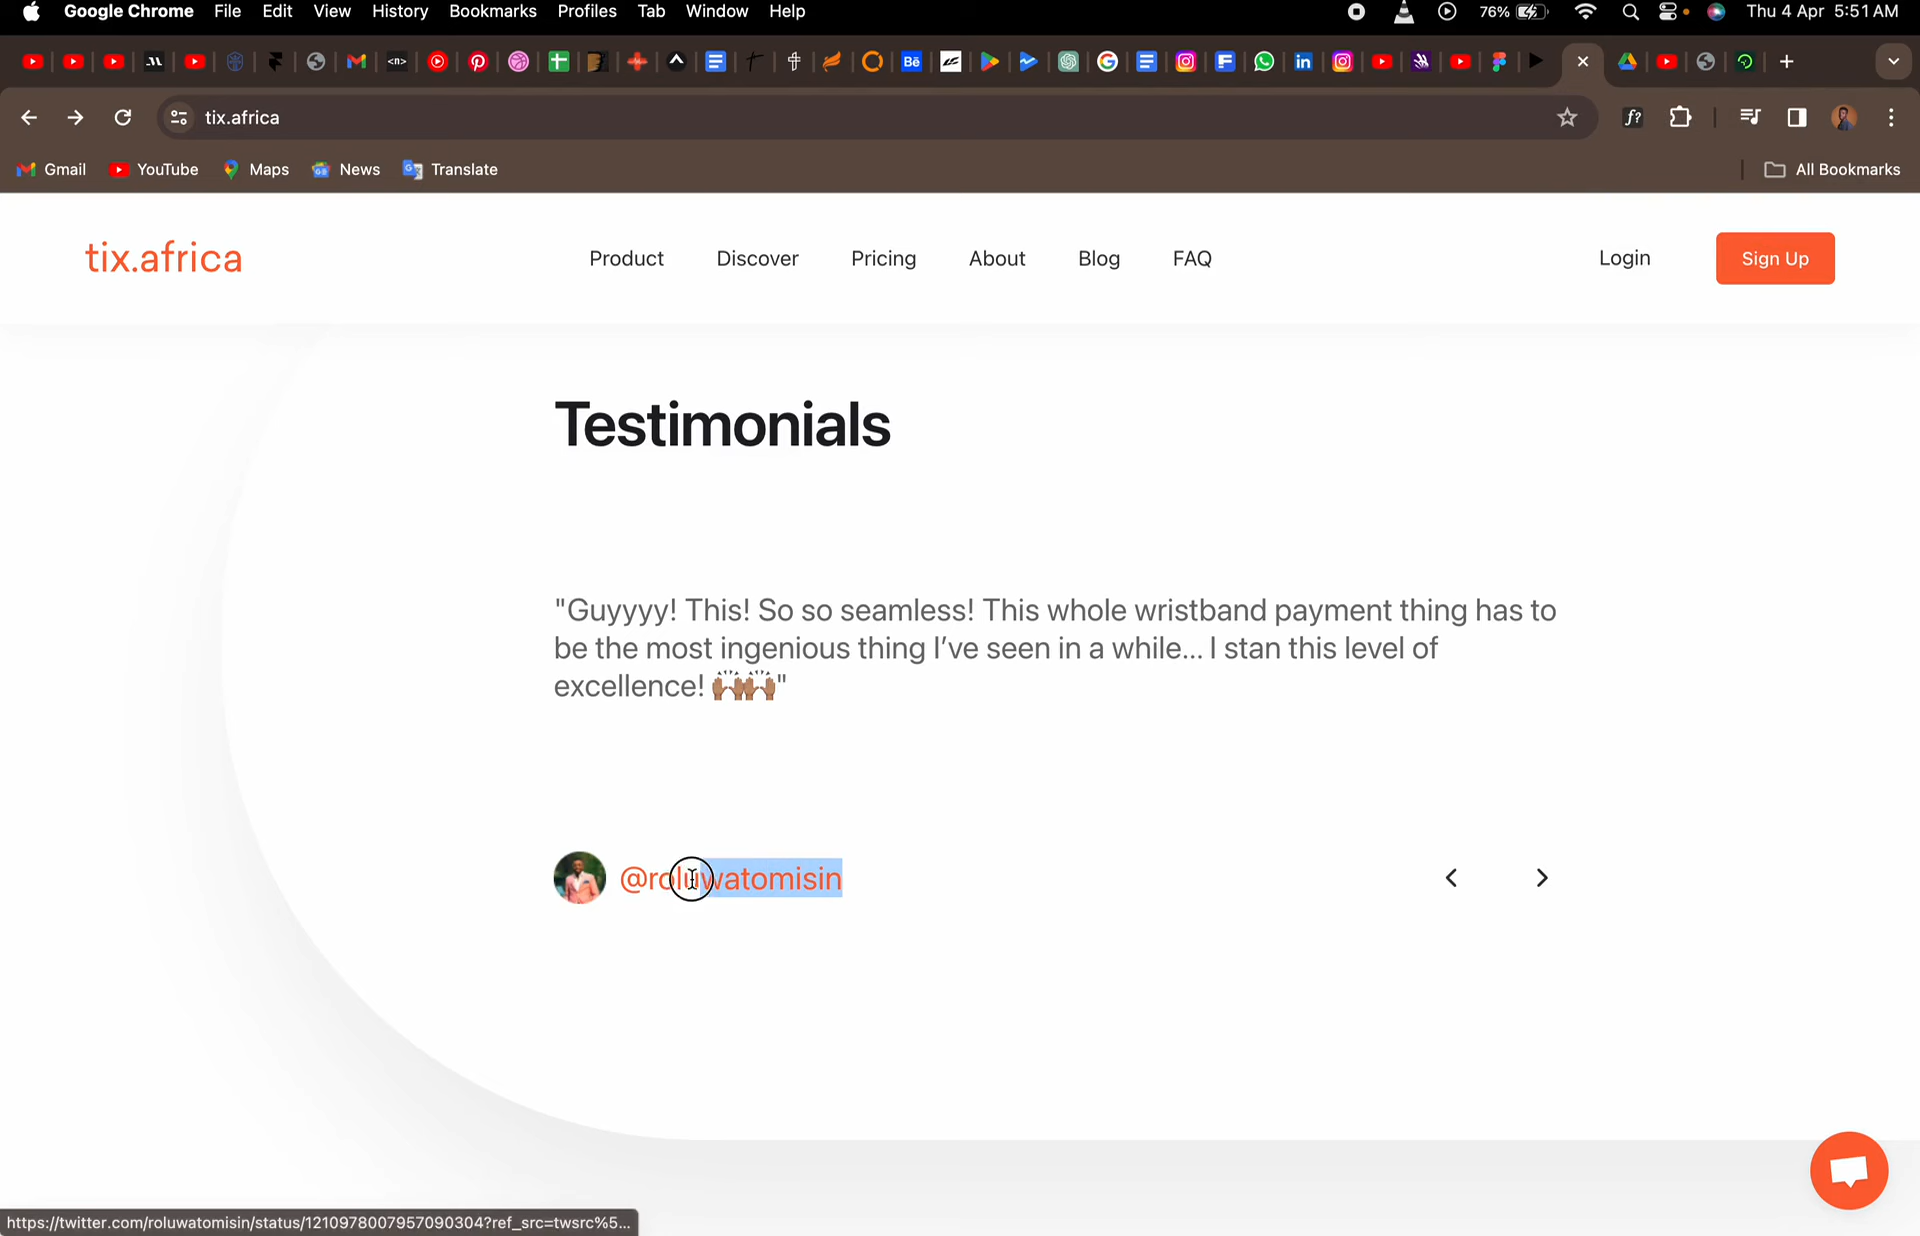 Google Chrome File Edit View History Bookmarks Profiles Tab Window Help 76% Thu 4 Apr 5:51 AM
tix.africa
Gmail YouTube Maps News Translate All Bookmarks
tix.africa Product Discover Pricing About Blog FAQ Login Sign Up
Testimonials
"Guyyyy! This! So so seamless! This whole wristband payment thing has to
be the most ingenious thing I've seen in a while... I stan this level of
excellence! 🙌🏾🙌🏾"
@roluwatomisin
https://twitter.com/roluwatomisin/status/1210978007957090304?ref_src=twsrc%5...